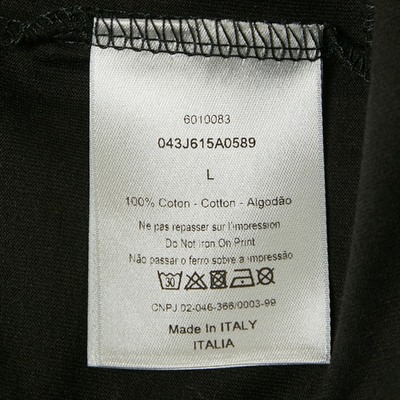 6010083
043J615A0589
L
100% Coton - Cotton - Algodão
Ne pas repasser sur l'impression
Do Not Iron On Print
Não passar o ferro sobre a impressão
30
CNPJ 02-046-366/0003-99
Made In ITALY
ITALIA